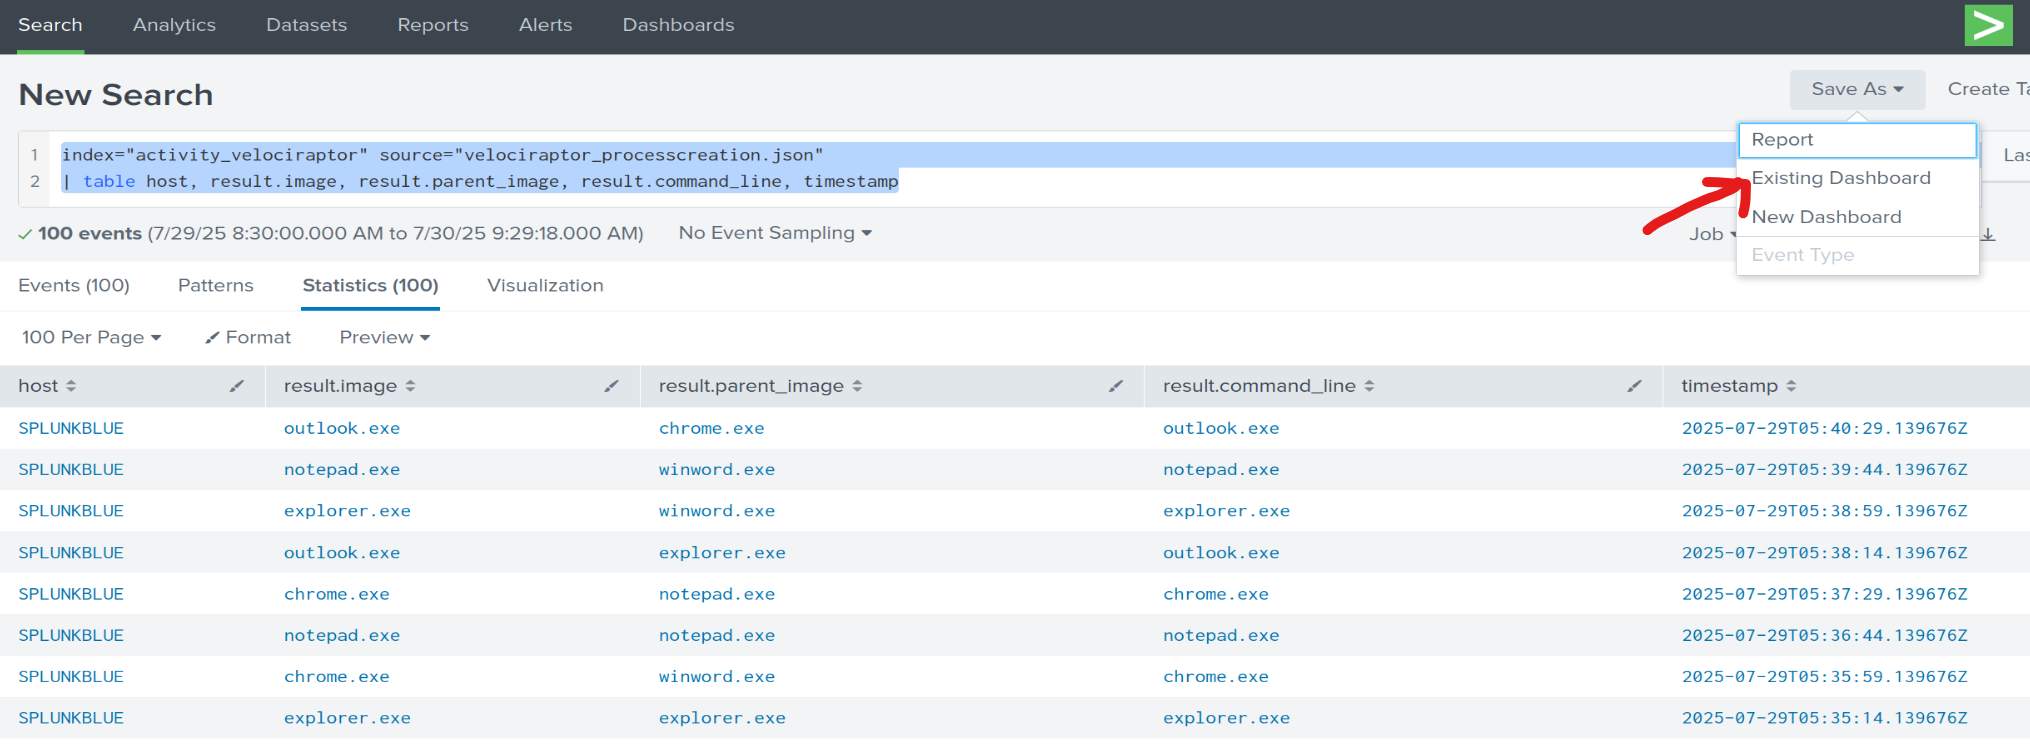 Search Analytics Datasets Reports Alerts Dashboards
New Search
Save As Create Ta
1 index="activity_velociraptor" source="velociraptor_processcreation.json"
2 | table host, result.image, result.parent_image, result.command_line, timestamp
Las
Report
Existing Dashboard
New Dashboard
Event Type
100 events (7/29/25 8:30:00.000 AM to 7/30/25 9:29:18.000 AM) No Event Sampling Job
Events (100) Patterns Statistics (100) Visualization
100 Per Page Format Preview
host result.image result.parent_image result.command_line timestamp
SPLUNKBLUE outlook.exe chrome.exe outlook.exe 2025-07-29T05:40:29.139676Z
SPLUNKBLUE notepad.exe winword.exe notepad.exe 2025-07-29T05:39:44.139676Z
SPLUNKBLUE explorer.exe winword.exe explorer.exe 2025-07-29T05:38:59.139676Z
SPLUNKBLUE outlook.exe explorer.exe outlook.exe 2025-07-29T05:38:14.139676Z
SPLUNKBLUE chrome.exe notepad.exe chrome.exe 2025-07-29T05:37:29.139676Z
SPLUNKBLUE notepad.exe notepad.exe notepad.exe 2025-07-29T05:36:44.139676Z
SPLUNKBLUE chrome.exe winword.exe chrome.exe 2025-07-29T05:35:59.139676Z
SPLUNKBLUE explorer.exe explorer.exe explorer.exe 2025-07-29T05:35:14.139676Z